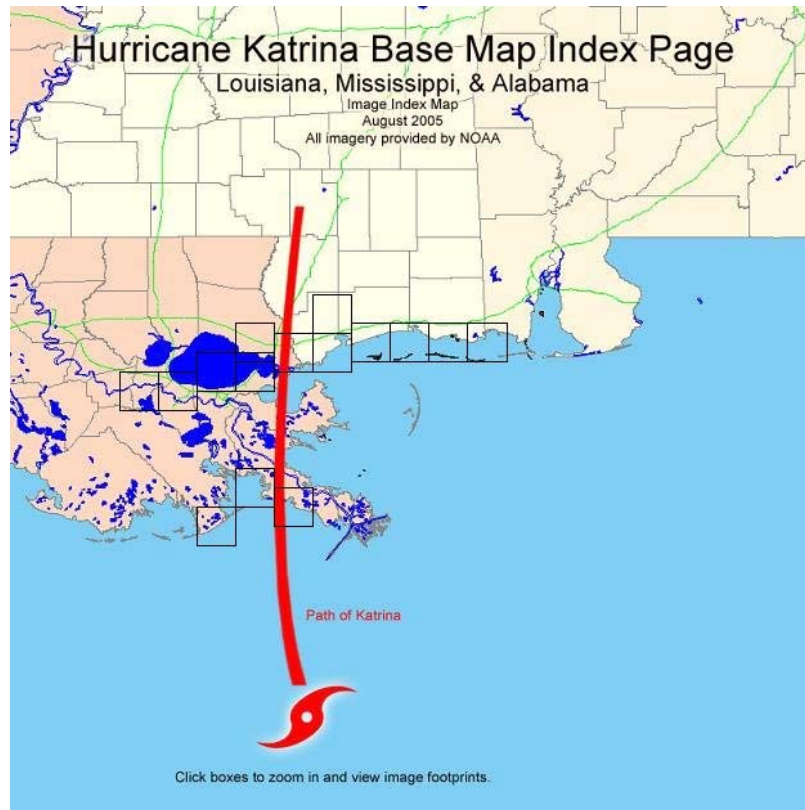 Hurricane Katrina Base Map Index Page
Louisiana, Mississippi, & Alabama
Image Index Map
August 2005
All imagery provided by NOAA
Path of Katrina
Click boxes to zoom in and view image footprints.